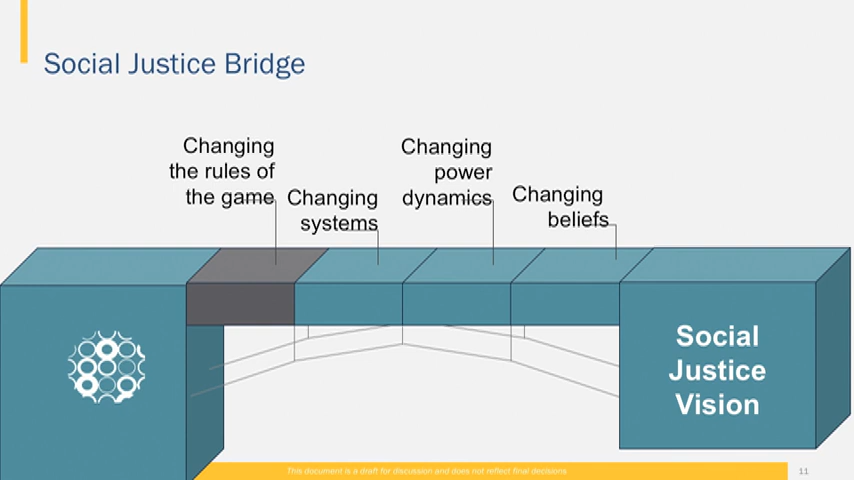 Social Justice Bridge
Changing
the rules of
the game
Changing
systems
Changing
power
dynamics
Changing
beliefs
Social
Justice
Vision
This document is a draft for discussion and does not reflect final decisions
11